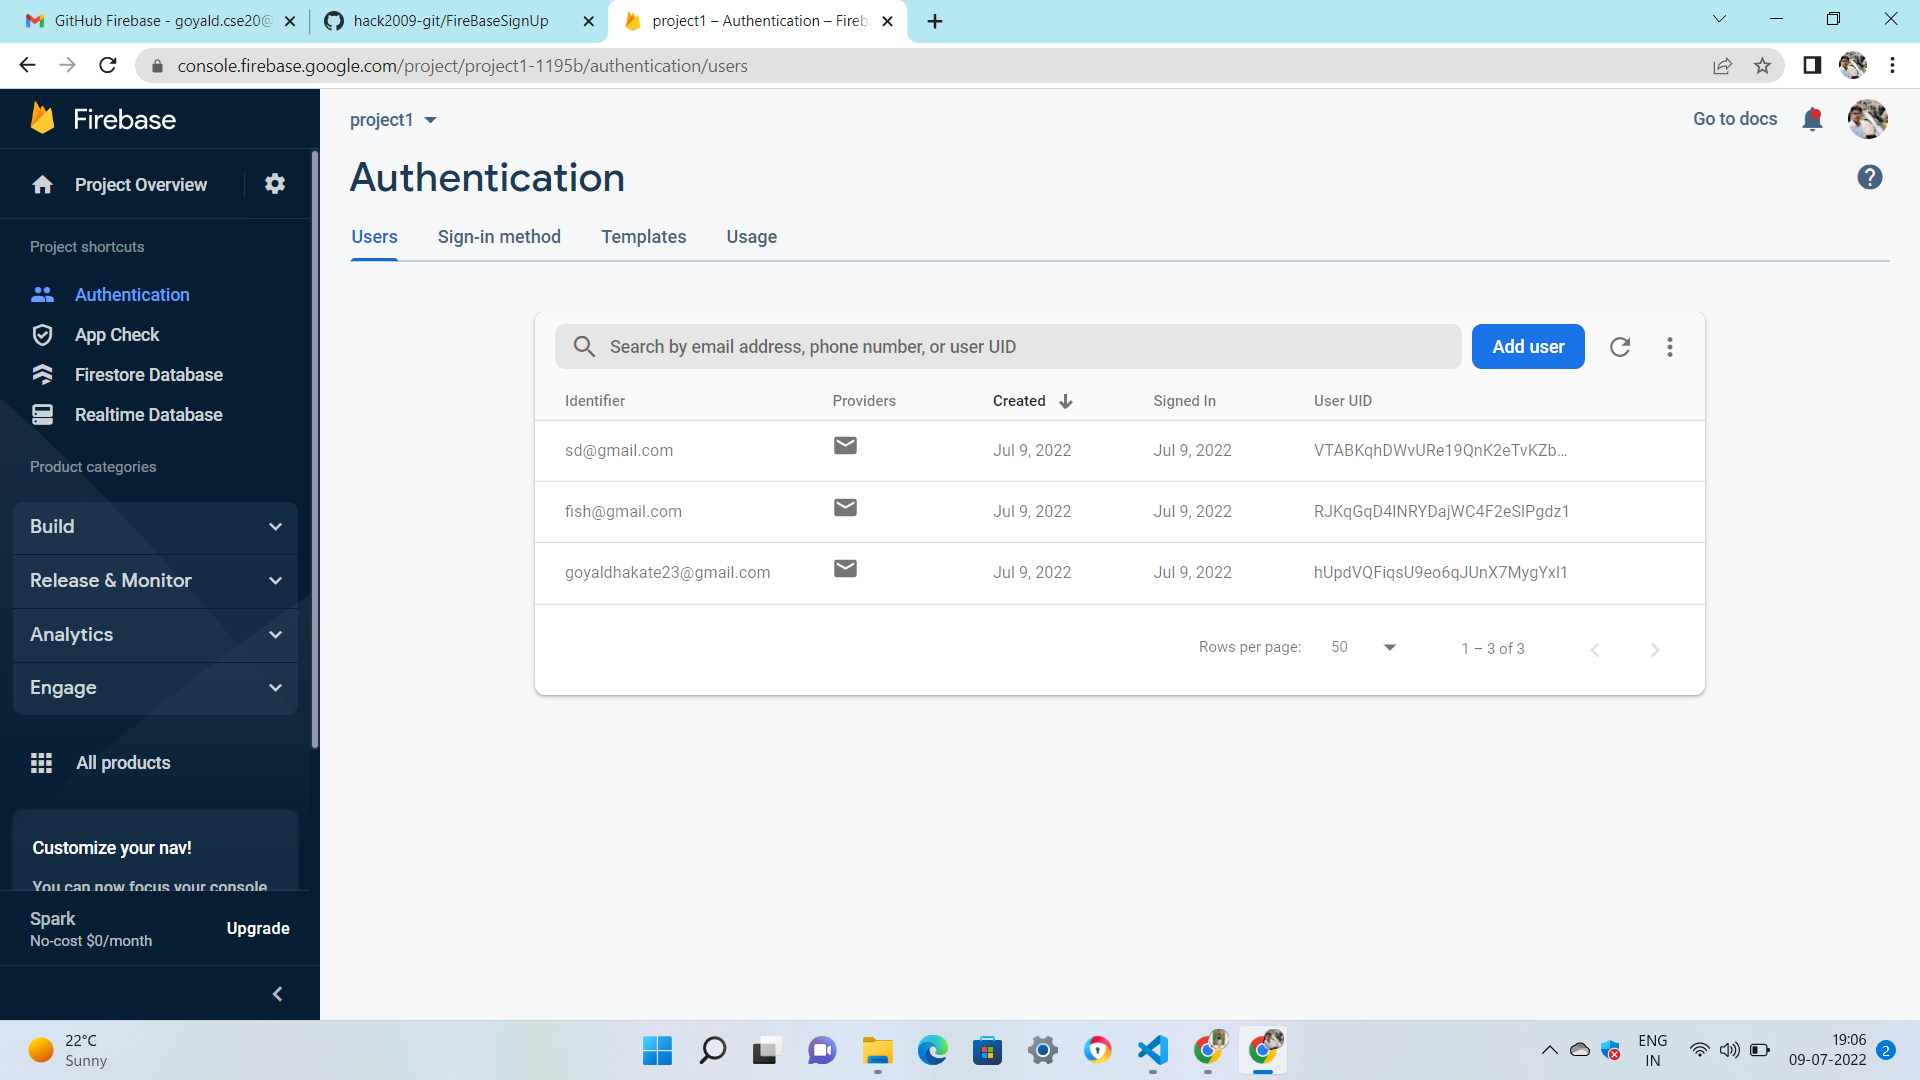 GitHub Firebase - goyald.cse20@
hack2009-git/FireBaseSignUp
project1 – Authentication – Fireb
console.firebase.google.com/project/project1-1195b/authentication/users
Firebase
project1
Go to docs
Project Overview
Authentication
Project shortcuts
Users
Sign-in method
Templates
Usage
Authentication
App Check
Firestore Database
Realtime Database
Product categories
Build
Release & Monitor
Analytics
Engage
All products
Customize your nav!
You can now focus your console
Spark
No-cost $0/month
Upgrade
Search by email address, phone number, or user UID
Add user
Identifier
Providers
Created
Signed In
User UID
sd@gmail.com
Jul 9, 2022
Jul 9, 2022
VTABKqhDWvURe19QnK2eTvKZb...
fish@gmail.com
Jul 9, 2022
Jul 9, 2022
RJKqGqD4lNRYDajWC4F2eSlPgdz1
goyaldhakate23@gmail.com
Jul 9, 2022
Jul 9, 2022
hUpdVQFiqsU9eo6qJUnX7MygYxl1
Rows per page:
50
1 – 3 of 3
22°C
Sunny
ENG
IN
19:06
09-07-2022
2